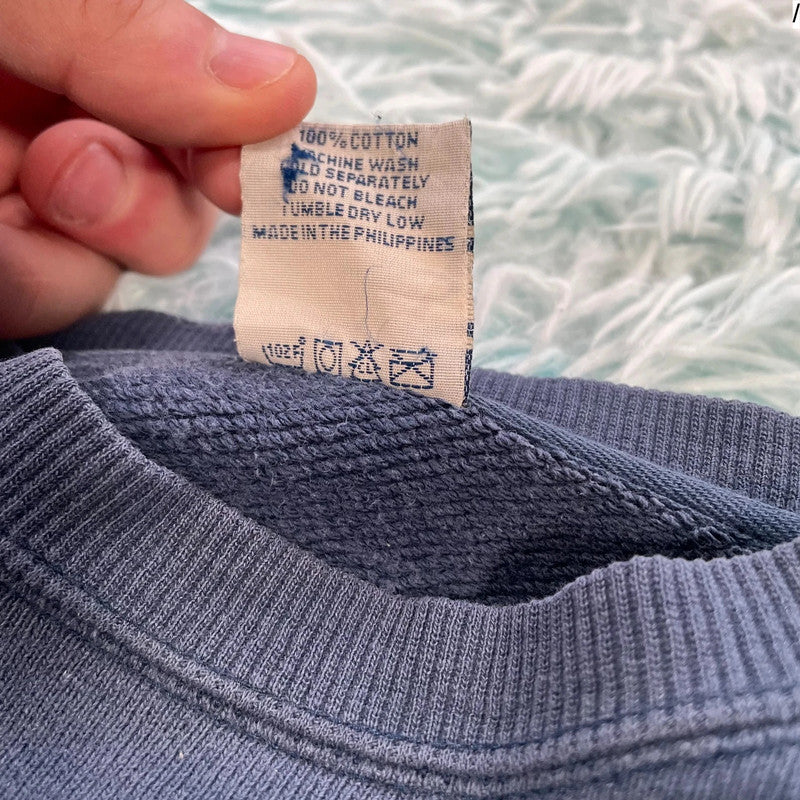 100% COTTON
MACHINE WASH
COLD SEPARATELY
DO NOT BLEACH
TUMBLE DRY LOW
MADE IN THE PHILIPPINES